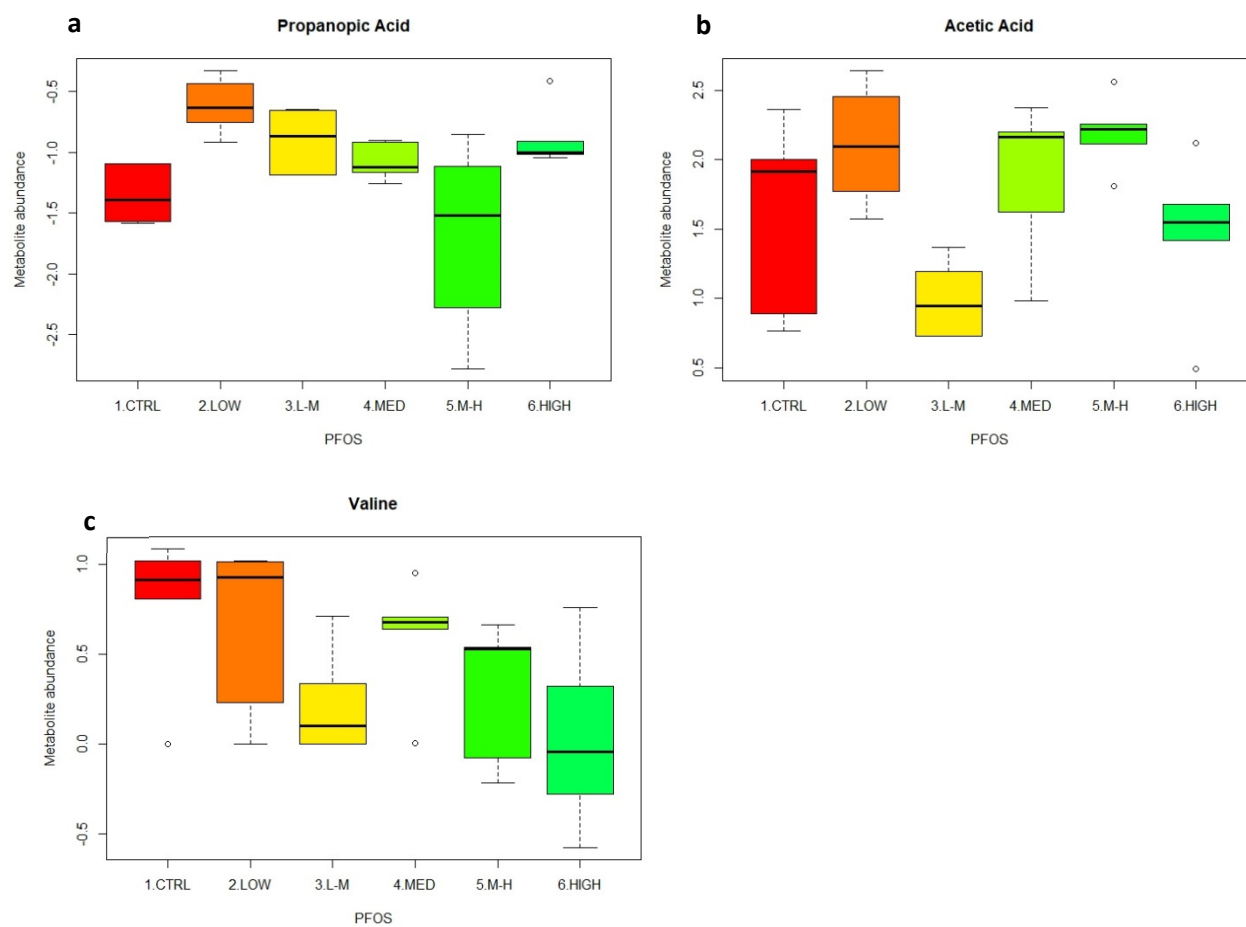 a
Propanopic Acid
Metabolite abundance
-0.5
-1.0
-1.5
-2.0
-2.5
1.CTRL 2.LOW 3.L-M 4.MED 5.M-H 6.HIGH
PFOS
b
Acetic Acid
Metabolite abundance
2.5
2.0
1.5
1.0
0.5
1.CTRL 2.LOW 3.L-M 4.MED 5.M-H 6.HIGH
PFOS
c
Valine
Metabolite abundance
1.0
0.5
0.0
-0.5
1.CTRL 2.LOW 3.L-M 4.MED 5.M-H 6.HIGH
PFOS